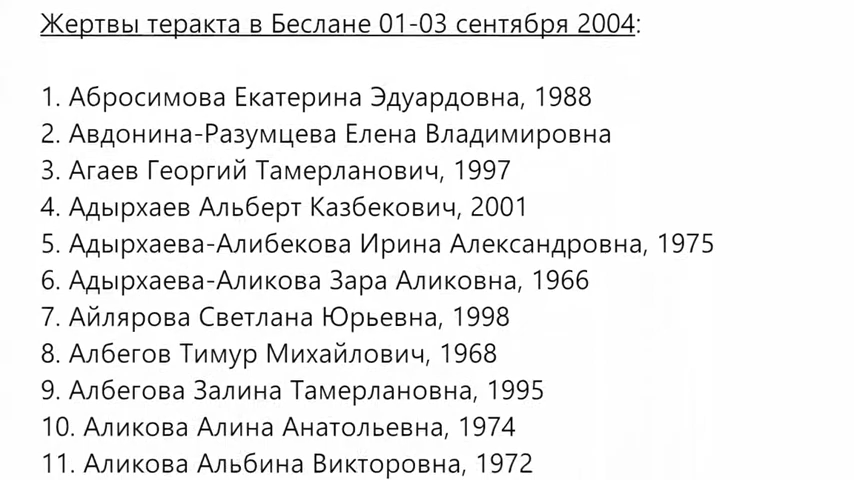 Жертвы теракта в Беслане 01-03 сентября 2004:
1. Абросимова Екатерина Эдуардовна, 1988
2. Авдонина-Разумцева Елена Владимировна
3. Агаев Георгий Тамерланович, 1997
4. Адырхаев Альберт Казбекович, 2001
5. Адырхаева-Алибекова Ирина Александровна, 1975
6. Адырхаева-Аликова Зара Аликовна, 1966
7. Айлярова Светлана Юрьевна, 1998
8. Албегов Тимур Михайлович, 1968
9. Албегова Залина Тамерлановна, 1995
10. Аликова Алина Анатольевна, 1974
11. Аликова Альбина Викторовна, 1972